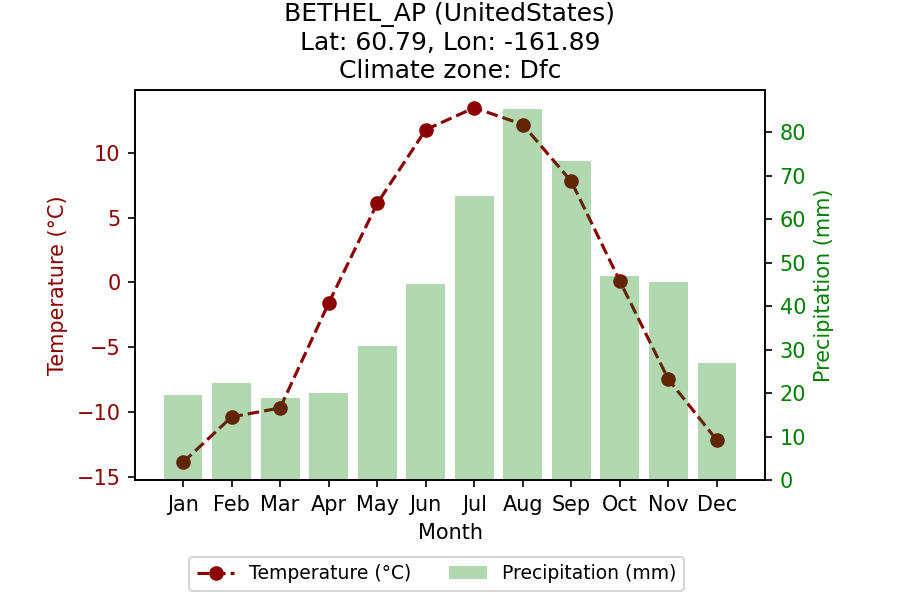 BETHEL_AP (UnitedStates)
Lat: 60.79, Lon: -161.89
Climate zone: Dfc
Temperature (°C)
10
5
0
−5
−10
−15
80
70
60
50
40
30
20
10
0
Precipitation (mm)
Jan Feb Mar Apr May Jun Jul Aug Sep Oct Nov Dec
Month
Temperature (°C) Precipitation (mm)